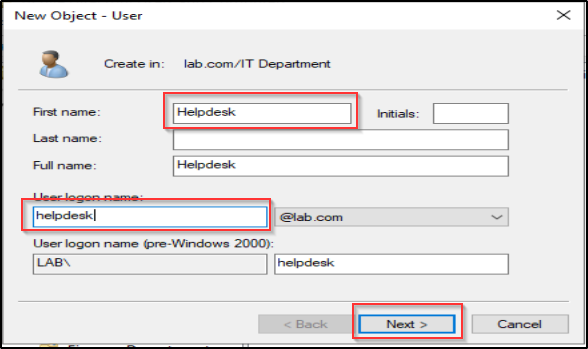 New Object - User
Create in: lab.com/IT Department
First name: Helpdesk Initials:
Last name:
Full name: Helpdesk
User logon name:
helpdesk @lab.com
User logon name (pre-Windows 2000):
LAB\ helpdesk
< Back Next > Cancel